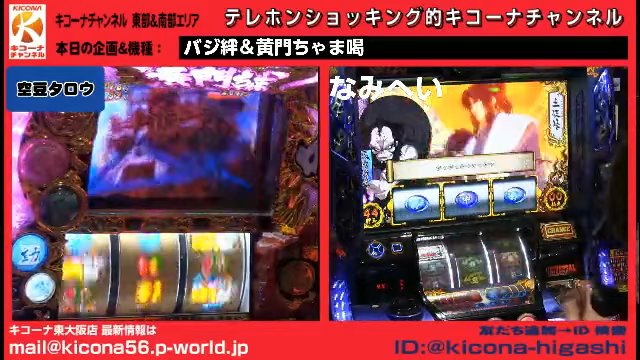 KICONA
キコーナ
チャンネル
キコーナチャンネル 東部&南部エリア
テレホンショッキング的キコーナチャンネル
本日の企画&機種：
バジ絆&黄門ちゃま喝
空豆タロウ
なみへい
CHANCE
キコーナ東大阪店 最新情報は
mail@kicona56.p-world.jp
友だち追加→ID 検索
ID:@kicona-higashi